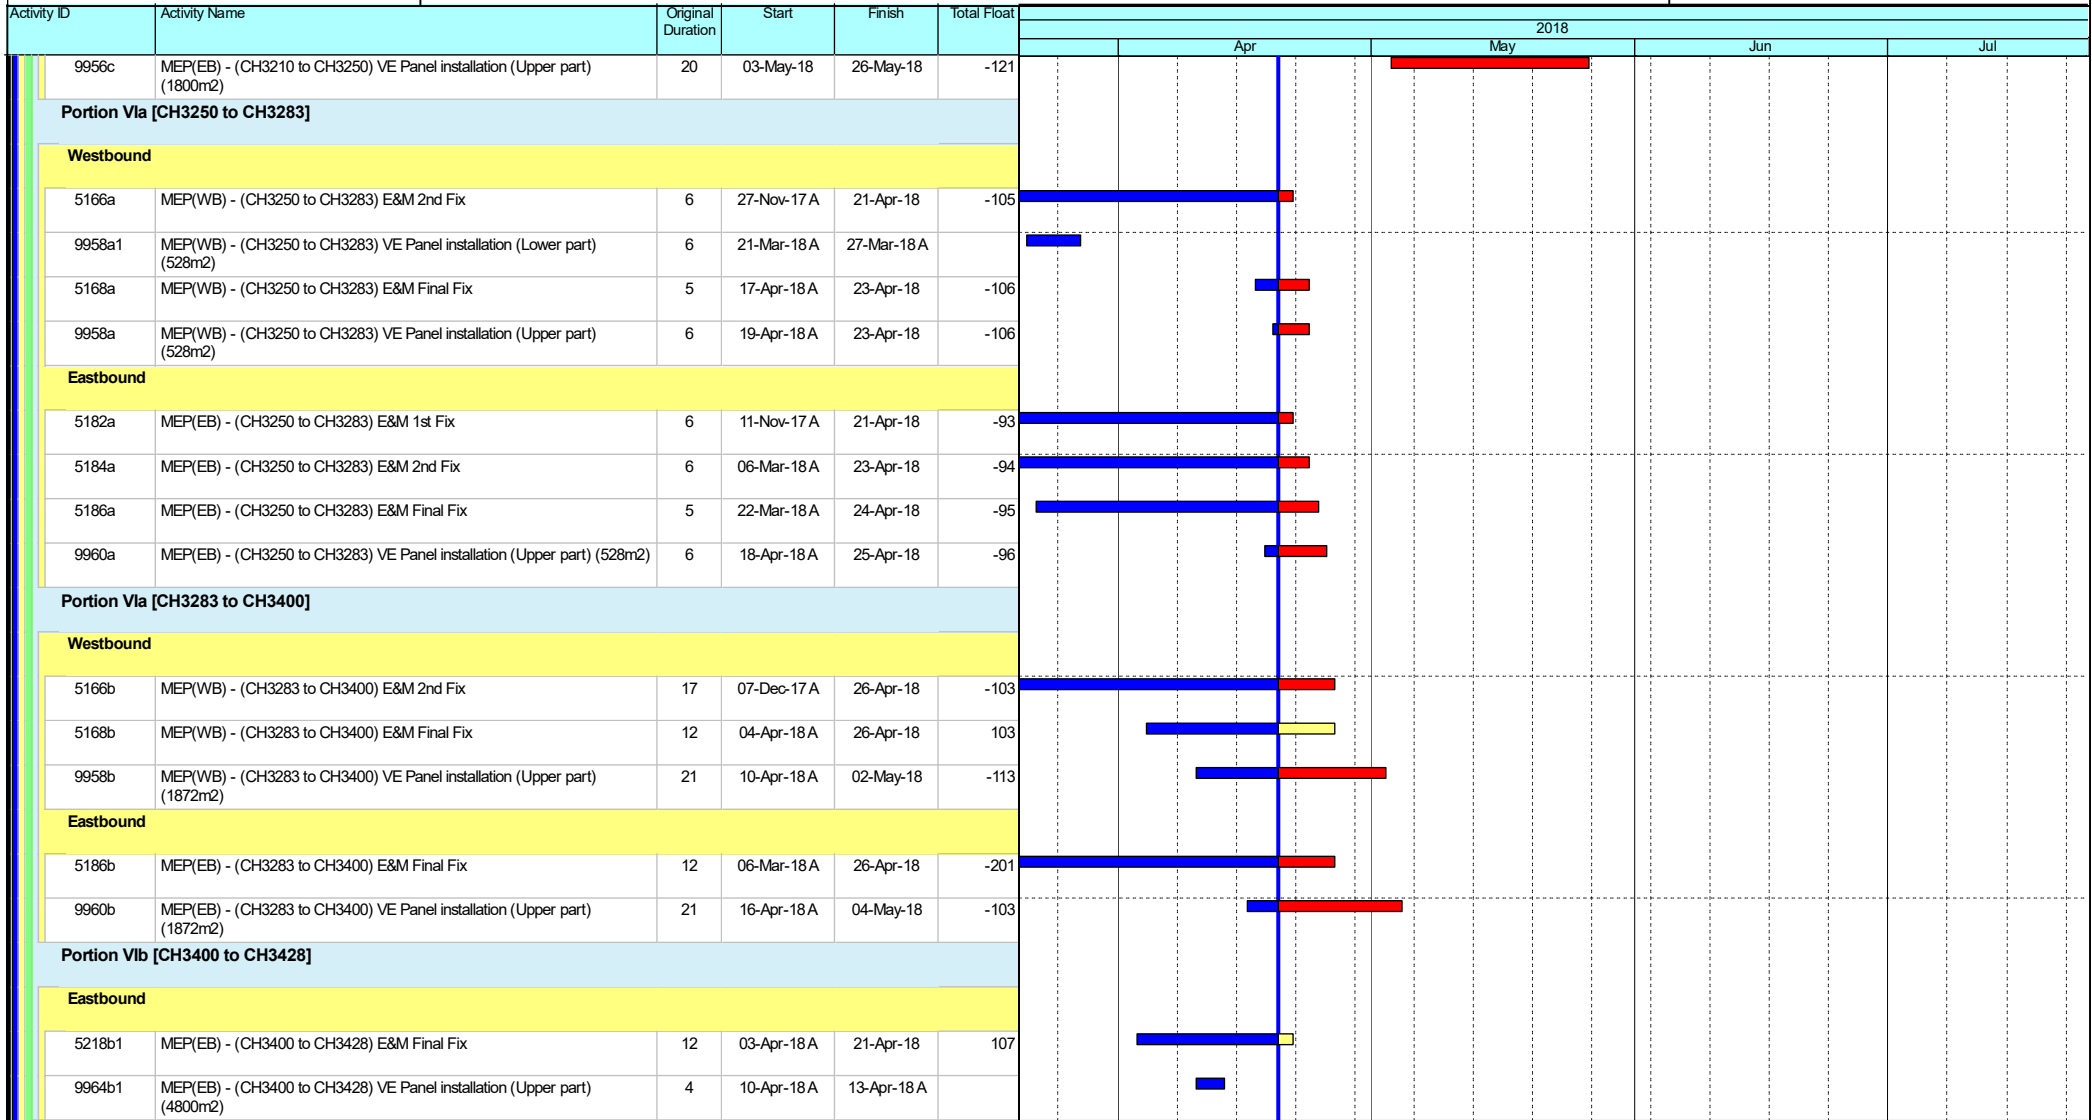 Activity ID Activity Name Original Duration Start Finish Total Float
2018
Apr May Jun Jul
9956c MEP(EB) - (CH3210 to CH3250) VE Panel installation (Upper part) (1800m2) 20 03-May-18 26-May-18 -121
Portion VIa [CH3250 to CH3283]
Westbound
5166a MEP(WB) - (CH3250 to CH3283) E&M 2nd Fix 6 27-Nov-17 A 21-Apr-18 -105
9958a1 MEP(WB) - (CH3250 to CH3283) VE Panel installation (Lower part) (528m2) 6 21-Mar-18 A 27-Mar-18 A
5168a MEP(WB) - (CH3250 to CH3283) E&M Final Fix 5 17-Apr-18 A 23-Apr-18 -106
9958a MEP(WB) - (CH3250 to CH3283) VE Panel installation (Upper part) (528m2) 6 19-Apr-18 A 23-Apr-18 -106
Eastbound
5182a MEP(EB) - (CH3250 to CH3283) E&M 1st Fix 6 11-Nov-17 A 21-Apr-18 -93
5184a MEP(EB) - (CH3250 to CH3283) E&M 2nd Fix 6 06-Mar-18 A 23-Apr-18 -94
5186a MEP(EB) - (CH3250 to CH3283) E&M Final Fix 5 22-Mar-18 A 24-Apr-18 -95
9960a MEP(EB) - (CH3250 to CH3283) VE Panel installation (Upper part) (528m2) 6 18-Apr-18 A 25-Apr-18 -96
Portion VIa [CH3283 to CH3400]
Westbound
5166b MEP(WB) - (CH3283 to CH3400) E&M 2nd Fix 17 07-Dec-17 A 26-Apr-18 -103
5168b MEP(WB) - (CH3283 to CH3400) E&M Final Fix 12 04-Apr-18 A 26-Apr-18 103
9958b MEP(WB) - (CH3283 to CH3400) VE Panel installation (Upper part) (1872m2) 21 10-Apr-18 A 02-May-18 -113
Eastbound
5186b MEP(EB) - (CH3283 to CH3400) E&M Final Fix 12 06-Mar-18 A 26-Apr-18 -201
9960b MEP(EB) - (CH3283 to CH3400) VE Panel installation (Upper part) (1872m2) 21 16-Apr-18 A 04-May-18 -103
Portion VIb [CH3400 to CH3428]
Eastbound
5218b1 MEP(EB) - (CH3400 to CH3428) E&M Final Fix 12 03-Apr-18 A 21-Apr-18 107
9964b1 MEP(EB) - (CH3400 to CH3428) VE Panel installation (Upper part) (4800m2) 4 10-Apr-18 A 13-Apr-18 A